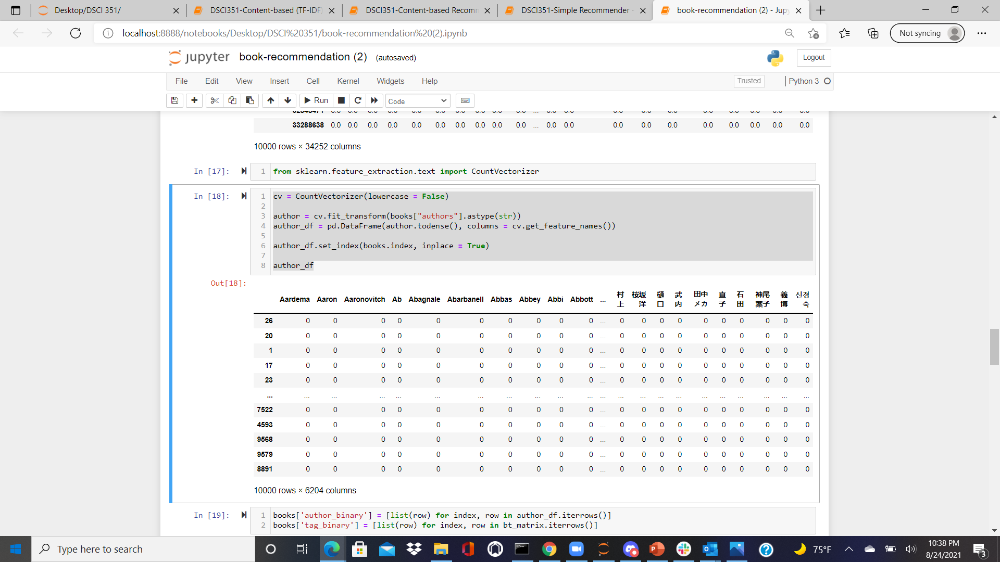 Desktop/DSCI 351/
DSCI351-Content-based (TF-IDF)
DSCI351-Content-based Recomm
DSCI351-Simple Recommender -
book-recommendation (2) - Jupy
localhost:8888/notebooks/Desktop/DSCI%20351/book-recommendation%20(2).ipynb
Not syncing
jupyter book-recommendation (2) (autosaved)
Logout
File Edit View Insert Cell Kernel Widgets Help
Trusted
Python 3
Run
Code
33288638 0.0 0.0 0.0 0.0 0.0 0.0 0.0 0.0 0.0 0.0 ... 0.0 0.0 0.0 0.0 0.0 0.0 0.0 0.0 0.0 0.0
10000 rows × 34252 columns
In [17]:
1 from sklearn.feature_extraction.text import CountVectorizer
In [18]:
1 cv = CountVectorizer(lowercase = False)
2
3 author = cv.fit_transform(books["authors"].astype(str))
4 author_df = pd.DataFrame(author.todense(), columns = cv.get_feature_names())
5
6 author_df.set_index(books.index, inplace = True)
7
8 author_df
Out[18]:
Aardema Aaron Aaronovitch Ab Abagnale Abarbanell Abbas Abbey Abbi Abbott ... 村上 桜坂洋 樋口 武内 田中メカ 直子 石田 神尾葉子 義博 신경숙
26 0 0 0 0 0 0 0 0 0 0 ... 0 0 0 0 0 0 0 0 0 0
20 0 0 0 0 0 0 0 0 0 0 ... 0 0 0 0 0 0 0 0 0 0
1 0 0 0 0 0 0 0 0 0 0 ... 0 0 0 0 0 0 0 0 0 0
17 0 0 0 0 0 0 0 0 0 0 ... 0 0 0 0 0 0 0 0 0 0
23 0 0 0 0 0 0 0 0 0 0 ... 0 0 0 0 0 0 0 0 0 0
... ... ... ... ... ... ... ... ... ... ... ... ... ... ... ... ... ... ... ... ... ...
7522 0 0 0 0 0 0 0 0 0 0 ... 0 0 0 0 0 0 0 0 0 0
4593 0 0 0 0 0 0 0 0 0 0 ... 0 0 0 0 0 0 0 0 0 0
9568 0 0 0 0 0 0 0 0 0 0 ... 0 0 0 0 0 0 0 0 0 0
9579 0 0 0 0 0 0 0 0 0 0 ... 0 0 0 0 0 0 0 0 0 0
8891 0 0 0 0 0 0 0 0 0 0 ... 0 0 0 0 0 0 0 0 0 0
10000 rows × 6204 columns
In [19]:
1 books['author_binary'] = [list(row) for index, row in author_df.iterrows()]
2 books['tag_binary'] = [list(row) for index, row in bt_matrix.iterrows()]
Type here to search
75°F
10:38 PM
8/24/2021
3